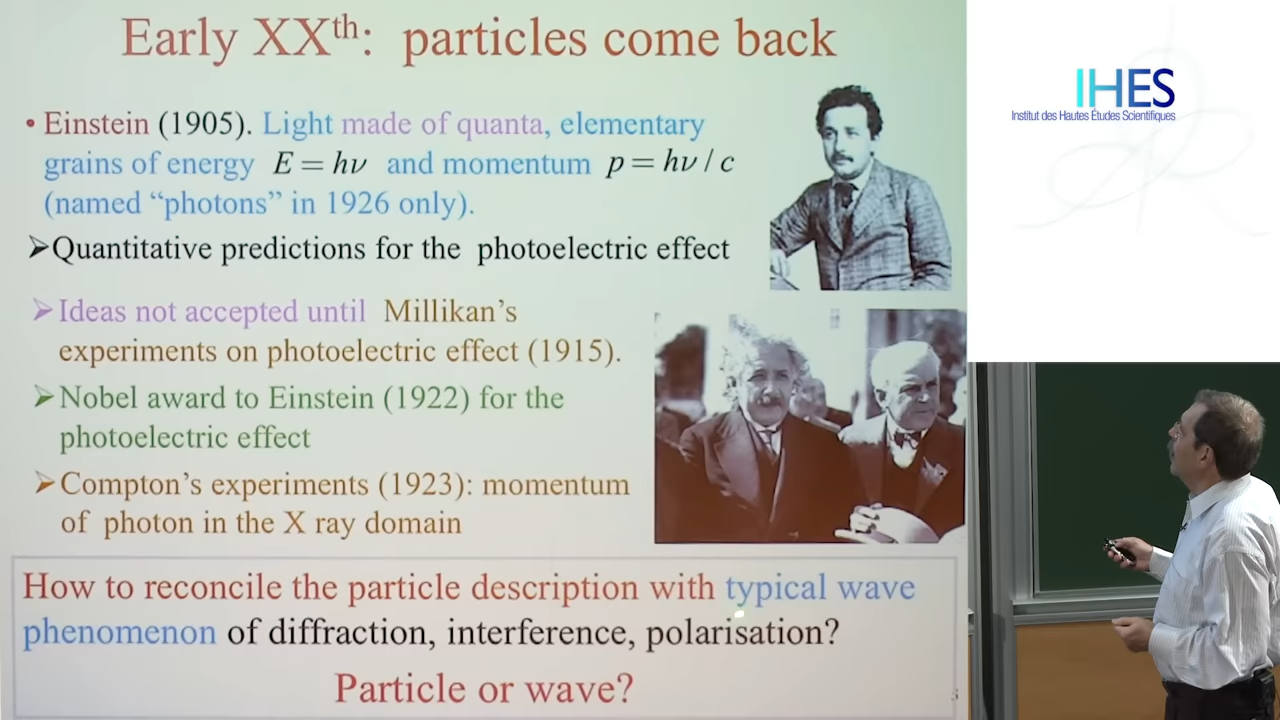 Early XXth: particles come back
• Einstein (1905). Light made of quanta, elementary
grains of energy E = hν and momentum p = hν / c
(named “photons” in 1926 only).
➢Quantitative predictions for the photoelectric effect
➢Ideas not accepted until Millikan’s
experiments on photoelectric effect (1915).
➢Nobel award to Einstein (1922) for the
photoelectric effect
➢Compton’s experiments (1923): momentum
of photon in the X ray domain
How to reconcile the particle description with typical wave
phenomenon of diffraction, interference, polarisation?
Particle or wave?
IHES
Institut des Hautes Études Scientifiques